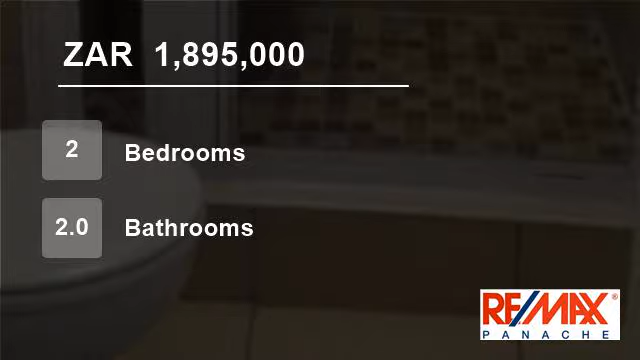 ZAR 1,895,000
2 Bedrooms
2.0 Bathrooms
RE/MAX®
PANACHE